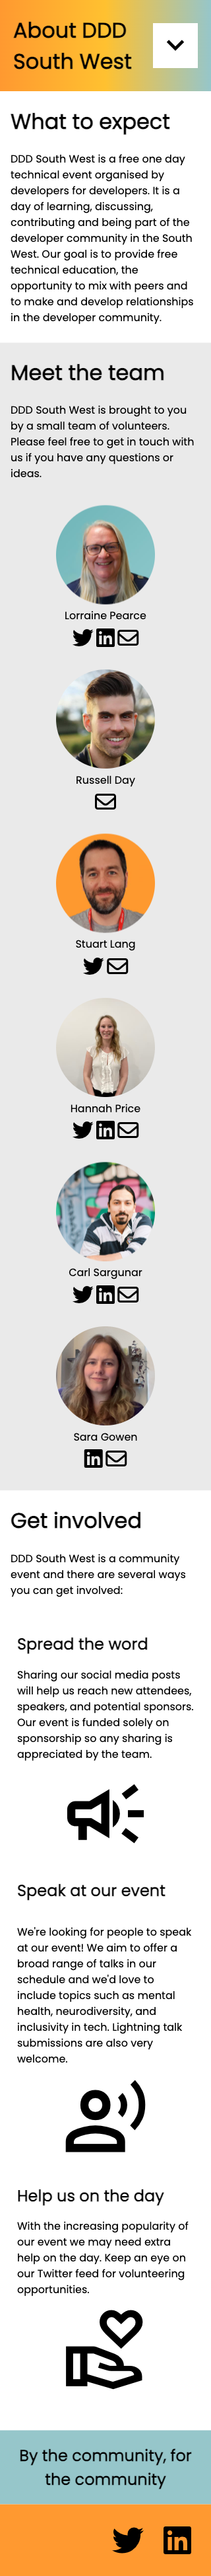 About DDD
South West
What to expect
DDD South West is a free one day
technical event organised by
developers for developers. It is a
day of learning, discussing,
contributing and being part of the
developer community in the South
West. Our goal is to provide free
technical education, the
opportunity to mix with peers and
to make and develop relationships
in the developer community.
Meet the team
DDD South West is brought to you
by a small team of volunteers.
Please feel free to get in touch with
us if you have any questions or
ideas.
Lorraine Pearce
Russell Day
Stuart Lang
Hannah Price
Carl Sargunar
Sara Gowen
Get involved
DDD South West is a community
event and there are several ways
you can get involved:
Spread the word
Sharing our social media posts
will help us reach new attendees,
speakers, and potential sponsors.
Our event is funded solely on
sponsorship so any sharing is
appreciated by the team.
Speak at our event
We're looking for people to speak
at our event! We aim to offer a
broad range of talks in our
schedule and we'd love to
include topics such as mental
health, neurodiversity, and
inclusivity in tech. Lightning talk
submissions are also very
welcome.
Help us on the day
With the increasing popularity of
our event we may need extra
help on the day. Keep an eye on
our Twitter feed for volunteering
opportunities.
By the community, for
the community